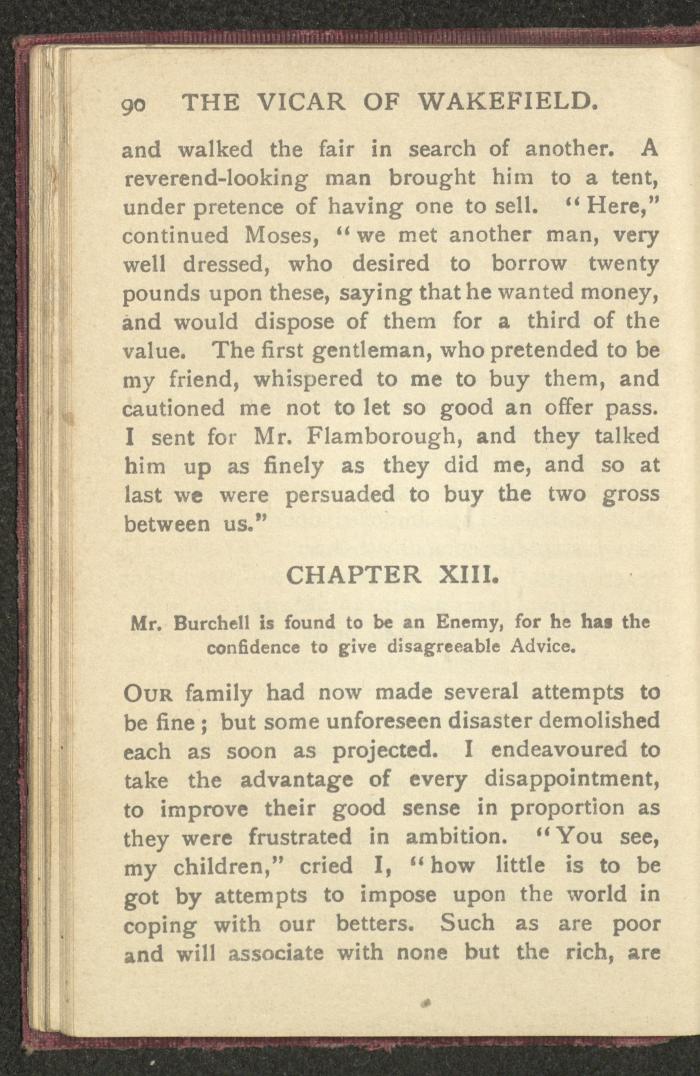 90 THE VICAR OF WAKEFIELD.
and walked the fair in search of another. A
reverend-looking man brought him to a tent,
under pretence of having one to sell. “Here,”
continued Moses, “we met another man, very
well dressed, who desired to borrow twenty
pounds upon these, saying that he wanted money,
and would dispose of them for a third of the
value. The first gentleman, who pretended to be
my friend, whispered to me to buy them, and
cautioned me not to let so good an offer pass.
I sent for Mr. Flamborough, and they talked
him up as finely as they did me, and so at
last we were persuaded to buy the two gross
between us.”
CHAPTER XIII.
Mr. Burchell is found to be an Enemy, for he has the
confidence to give disagreeable Advice.
OUR family had now made several attempts to
be fine; but some unforeseen disaster demolished
each as soon as projected. I endeavoured to
take the advantage of every disappointment,
to improve their good sense in proportion as
they were frustrated in ambition. “You see,
my children,” cried I, “how little is to be
got by attempts to impose upon the world in
coping with our betters. Such as are poor
and will associate with none but the rich, are